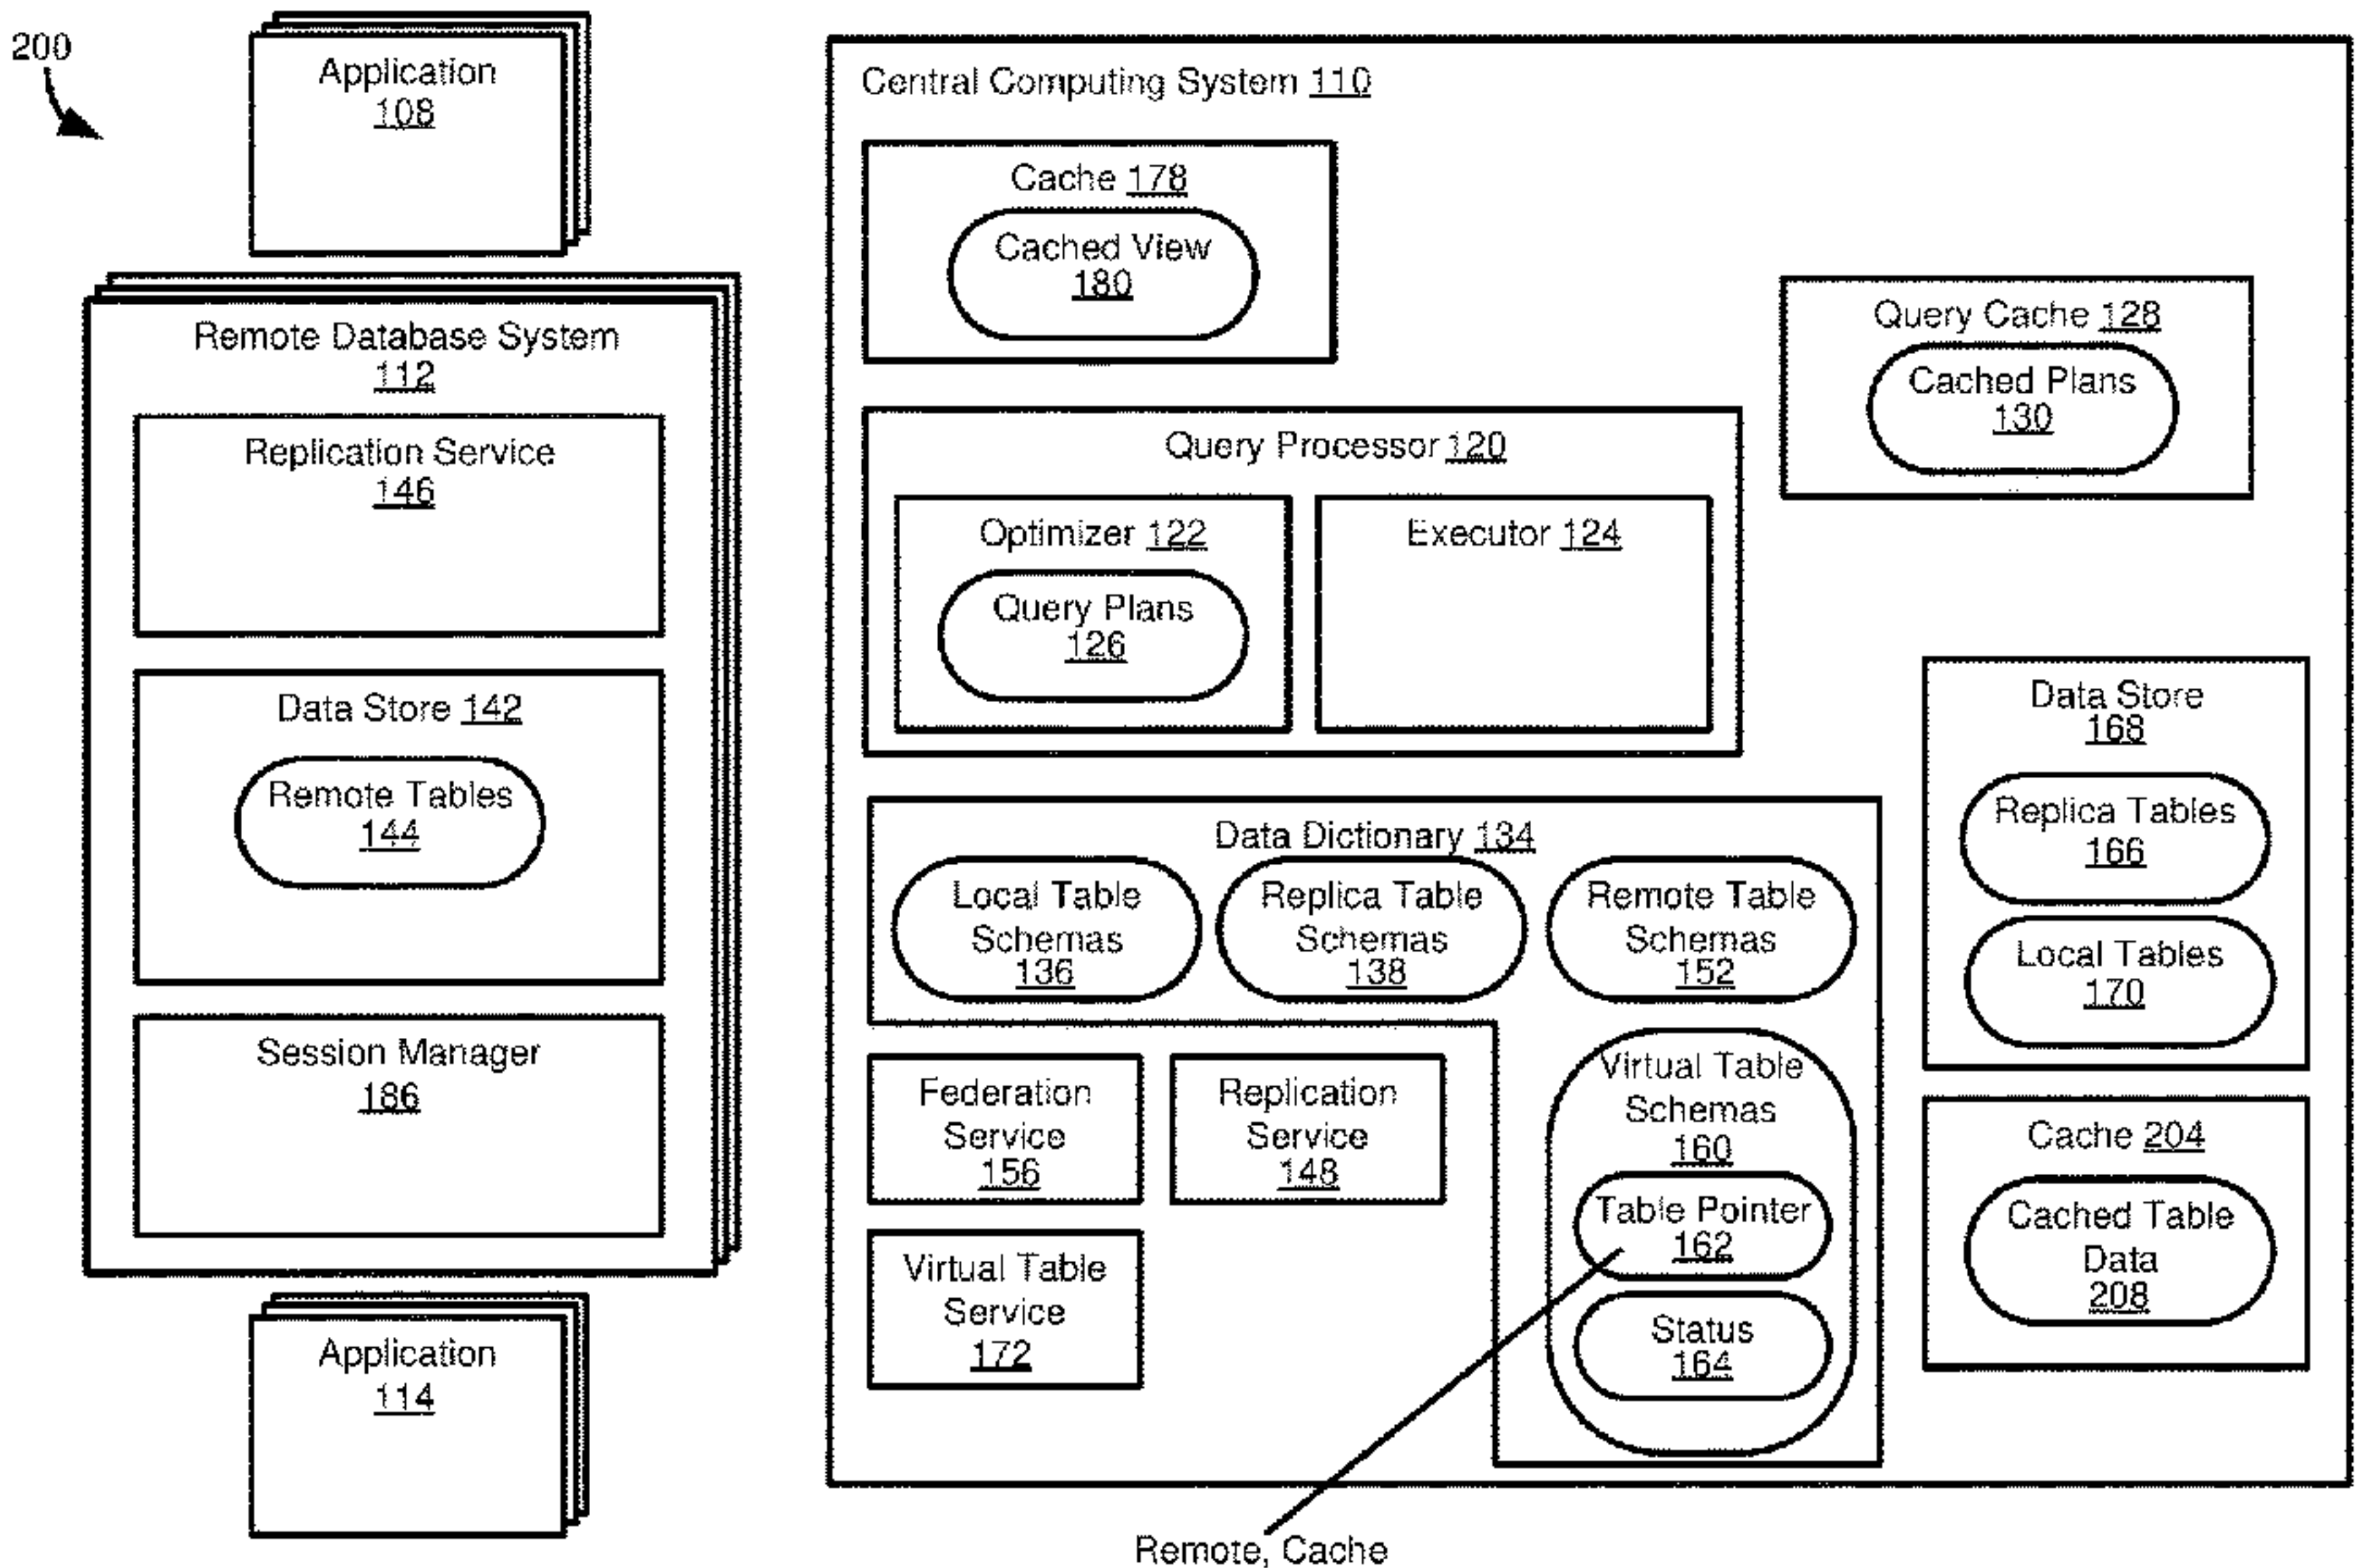 200
Application
108
Remote Database System
112
Replication Service
146
Data Store 142
Remote Tables
144
Session Manager
186
Application
114
Central Computing System 110
Cache 178
Cached View
180
Query Cache 128
Cached Plans
130
Query Processor 120
Optimizer 122
Query Plans
126
Executor 124
Data Store
168
Replica Tables
166
Local Tables
170
Data Dictionary 134
Local Table
Schemas
136
Replica Table
Schemas
138
Remote Table
Schemas
152
Virtual Table
Schemas
160
Table Pointer
162
Status
164
Federation
Service
156
Replication
Service
148
Virtual Table
Service
172
Cache 204
Cached Table
Data
208
Remote, Cache